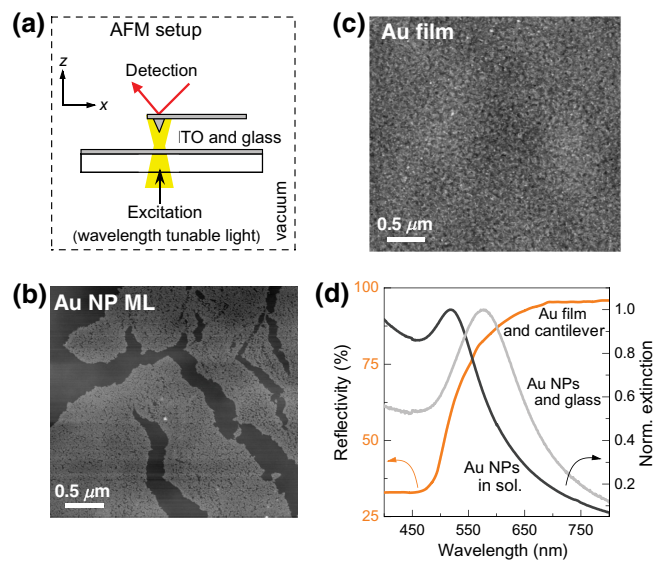 (a)
AFM setup
z
x
Detection
ITO and glass
Excitation
(wavelength tunable light)
vacuum
(b)
Au NP ML
0.5 μm
(c)
Au film
0.5 μm
(d)
100
75
50
25
Reflectivity (%)
450
550
650
750
Wavelength (nm)
1.0
0.8
0.6
0.4
0.2
Norm. extinction
Au film
and cantilever
Au NPs
and glass
Au NPs
in sol.